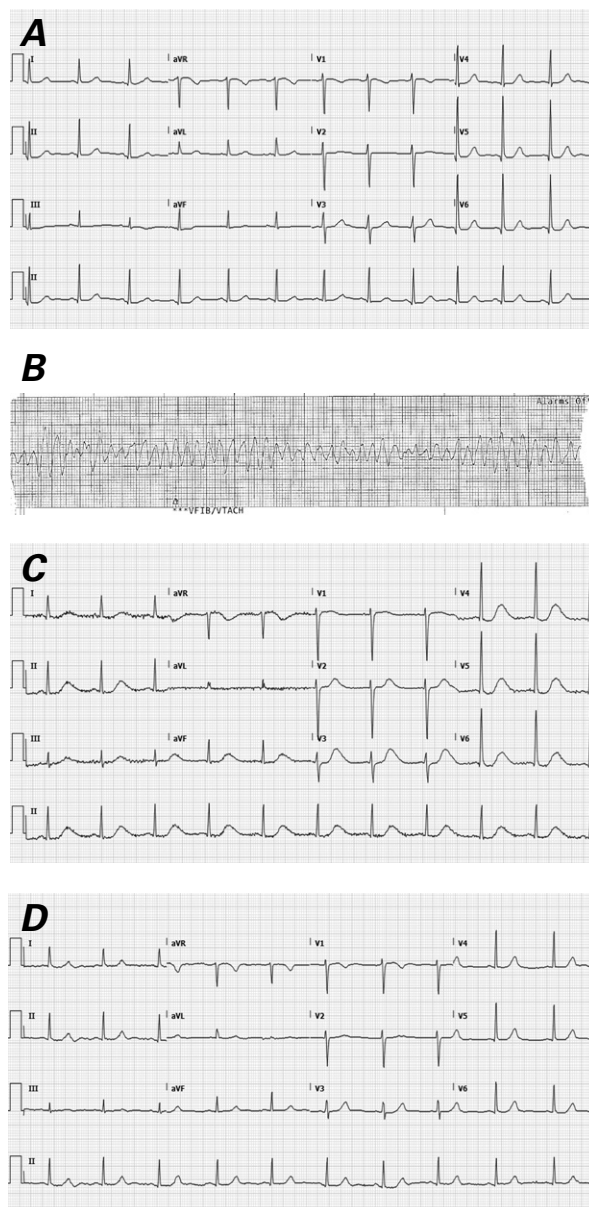 A
I aVR V1 V4
II aVL V2 V5
III aVF V3 V6
II
B
Alarms Of
***VFIB/VTACH
C
I aVR V1 V4
II aVL V2 V5
III aVF V3 V6
II
D
I aVR V1 V4
II aVL V2 V5
III aVF V3 V6
II